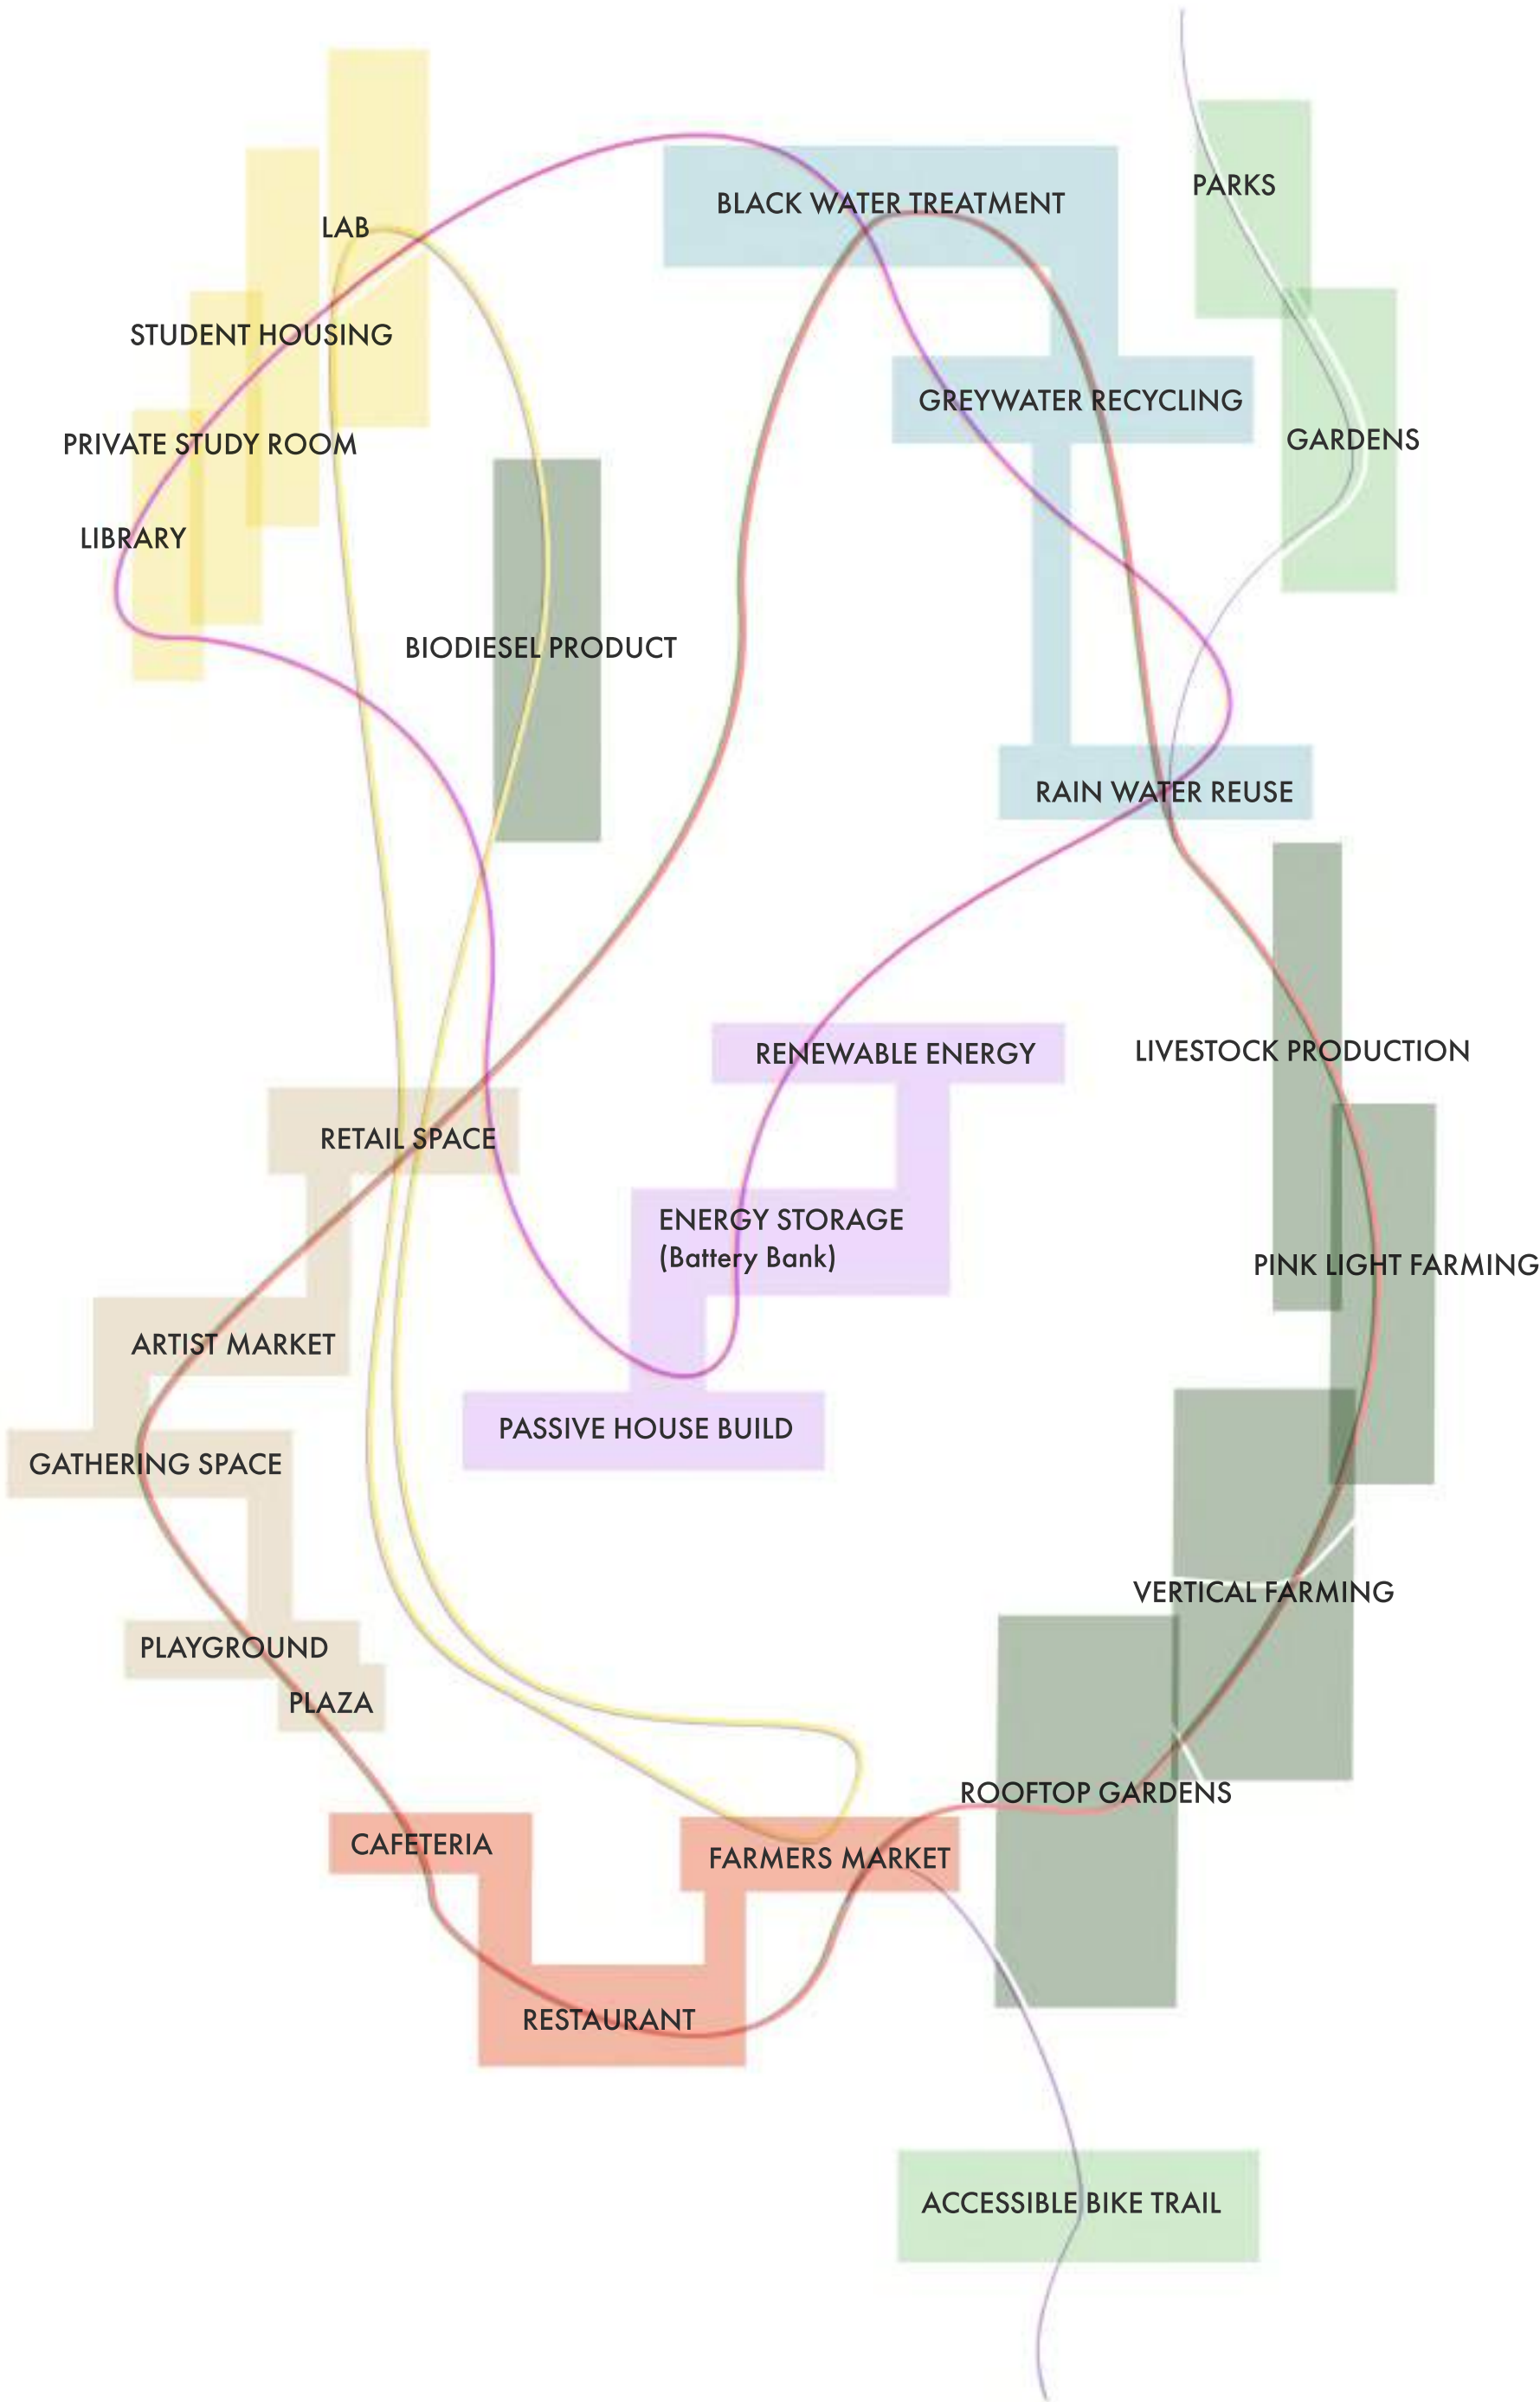 PARKS
BLACK WATER TREATMENT
LAB
STUDENT HOUSING
GREYWATER RECYCLING
GARDENS
PRIVATE STUDY ROOM
LIBRARY
BIODIESEL PRODUCT
RAIN WATER REUSE
RENEWABLE ENERGY
LIVESTOCK PRODUCTION
RETAIL SPACE
ENERGY STORAGE
(Battery Bank)
PINK LIGHT FARMING
ARTIST MARKET
PASSIVE HOUSE BUILD
GATHERING SPACE
VERTICAL FARMING
PLAYGROUND
PLAZA
ROOFTOP GARDENS
CAFETERIA
FARMERS MARKET
RESTAURANT
ACCESSIBLE BIKE TRAIL